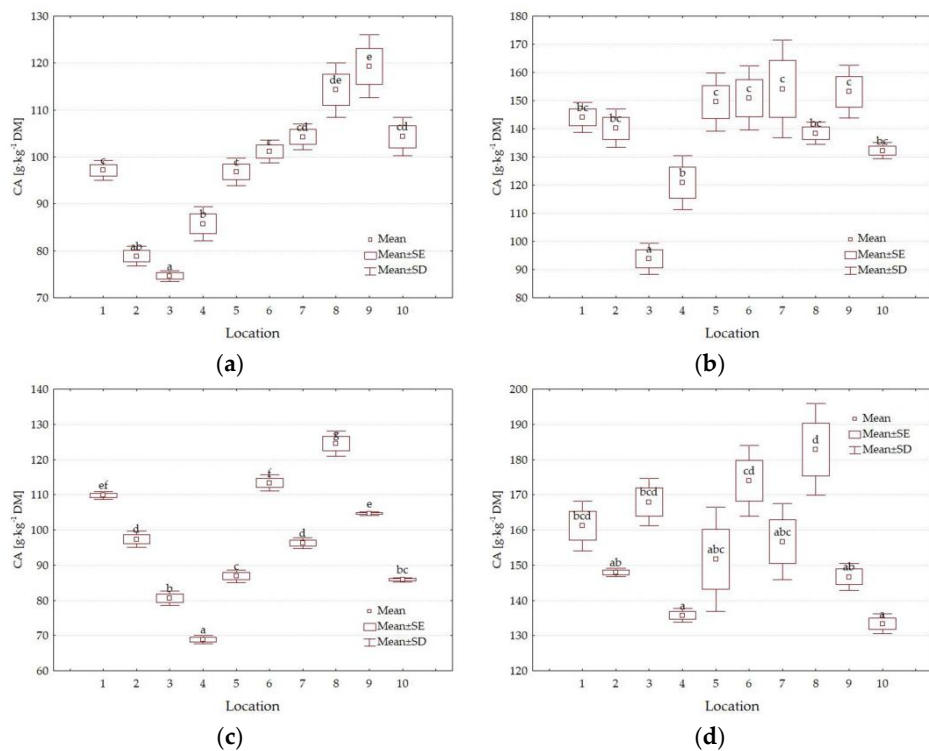 130
120
110
100
90
80
70
CA [g·kg⁻¹ DM]
c ab a b c c cd de e cd
Mean
Mean±SE
Mean±SD
1 2 3 4 5 6 7 8 9 10
Location
(a)
180
170
160
150
140
130
120
110
100
90
80
CA [g·kg⁻¹ DM]
bc bc a b c c c bc c bc
Mean
Mean±SE
Mean±SD
1 2 3 4 5 6 7 8 9 10
Location
(b)
140
130
120
110
100
90
80
70
60
CA [g·kg⁻¹ DM]
ef d b a c f d g e bc
Mean
Mean±SE
Mean±SD
1 2 3 4 5 6 7 8 9 10
Location
(c)
200
190
180
170
160
150
140
130
120
CA [g·kg⁻¹ DM]
bcd ab bcd a abc cd abc d ab a
Mean
Mean±SE
Mean±SD
1 2 3 4 5 6 7 8 9 10
Location
(d)